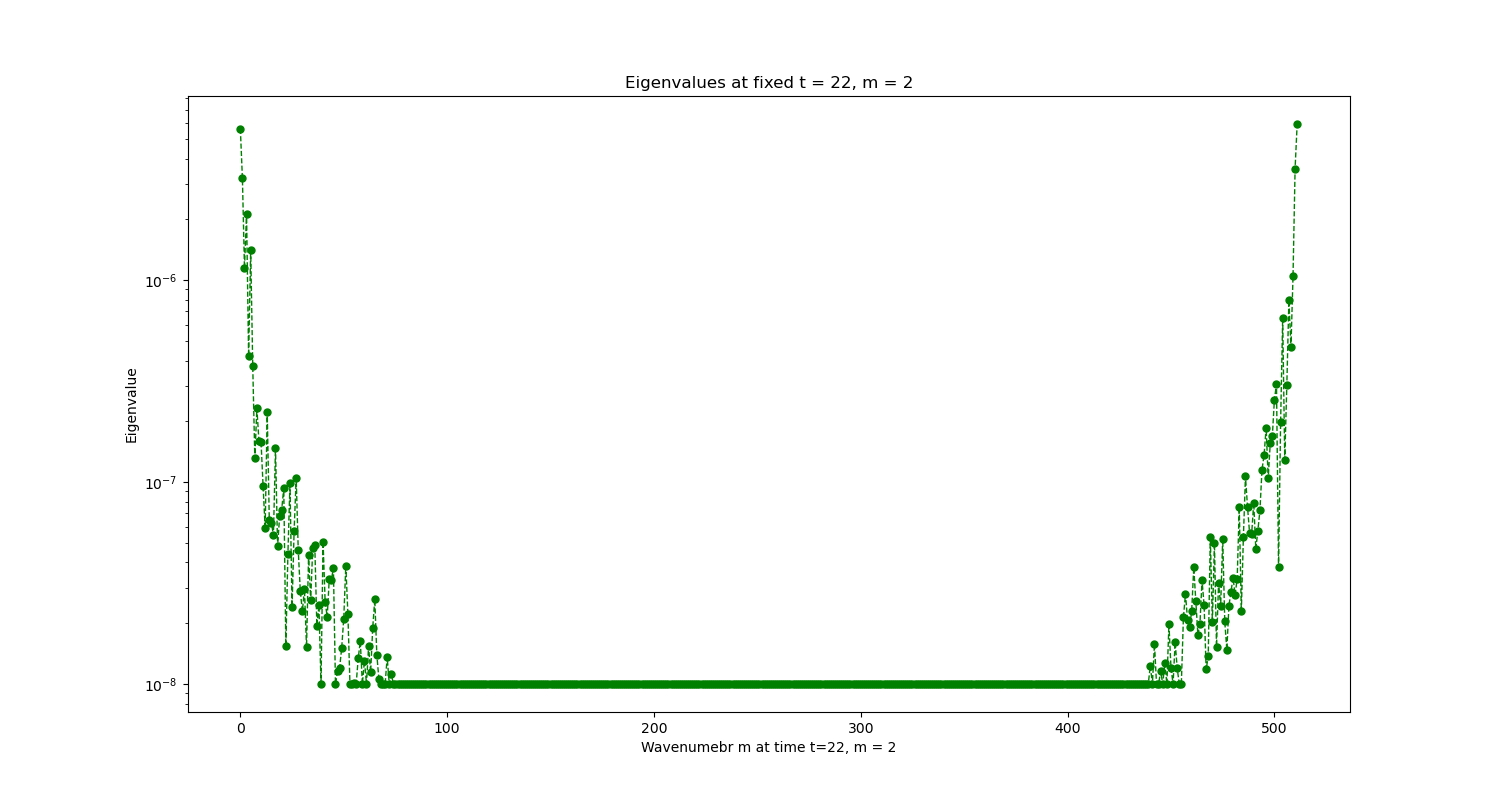 Eigenvalues at fixed t = 22, m = 2
Eigenvalue
10⁻⁶
10⁻⁷
10⁻⁸
0 100 200 300 400 500
Wavenumebr m at time t=22, m = 2